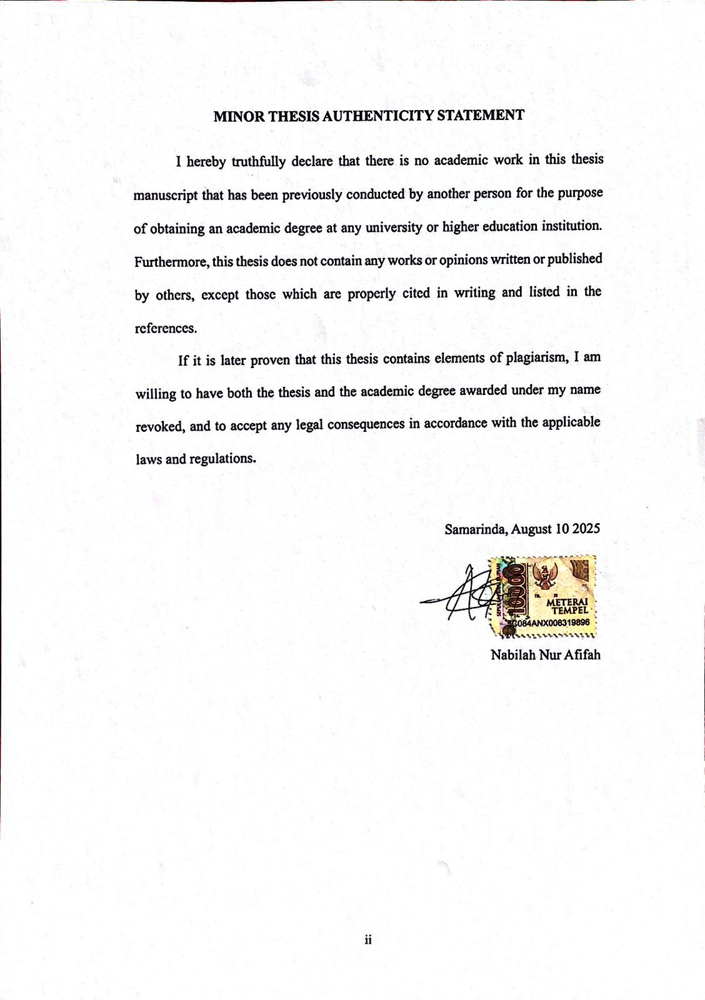 MINOR THESIS AUTHENTICITY STATEMENT
I hereby truthfully declare that there is no academic work in this thesis
manuscript that has been previously conducted by another person for the purpose
of obtaining an academic degree at any university or higher education institution.
Furthermore, this thesis does not contain any works or opinions written or published
by others, except those which are properly cited in writing and listed in the
references.
If it is later proven that this thesis contains elements of plagiarism, I am
willing to have both the thesis and the academic degree awarded under my name
revoked, and to accept any legal consequences in accordance with the applicable
laws and regulations.
Samarinda, August 10 2025
10000
METERAI
TEMPEL
G084ANX008319896
Nabilah Nur Afifah
ii